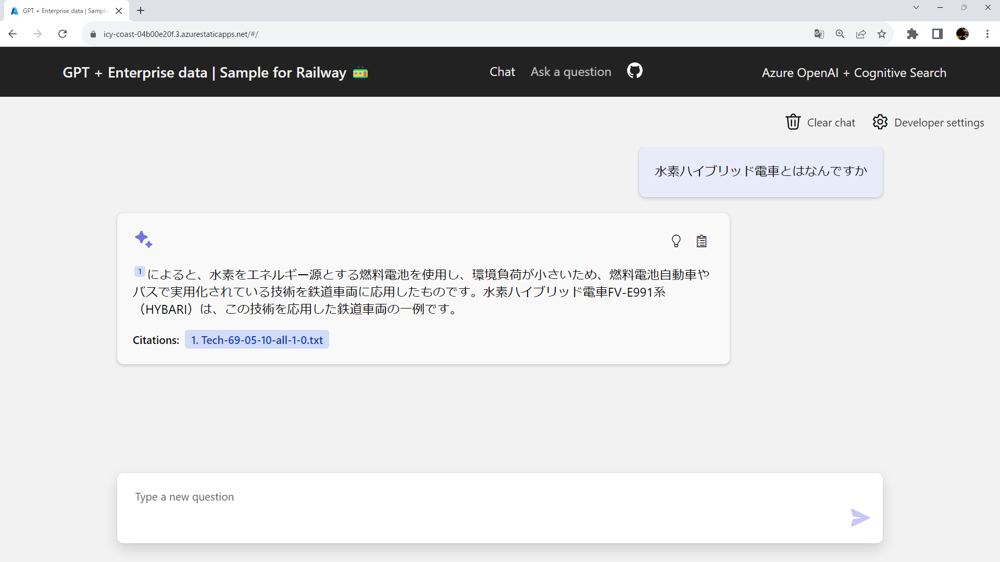 GPT + Enterprise data | Sample
icy-coast-04b00e20f.3.azurestaticapps.net/#/
GPT + Enterprise data | Sample for Railway
Chat
Ask a question
Azure OpenAI + Cognitive Search
Clear chat
Developer settings
水素ハイブリッド電車とはなんですか
1 によると、水素をエネルギー源とする燃料電池を使用し、環境負荷が小さいため、燃料電池自動車や
バスで実用化されている技術を鉄道車両に応用したものです。水素ハイブリッド電車FV-E991系
（HYBARI）は、この技術を応用した鉄道車両の一例です。
Citations: 1. Tech-69-05-10-all-1-0.txt
Type a new question